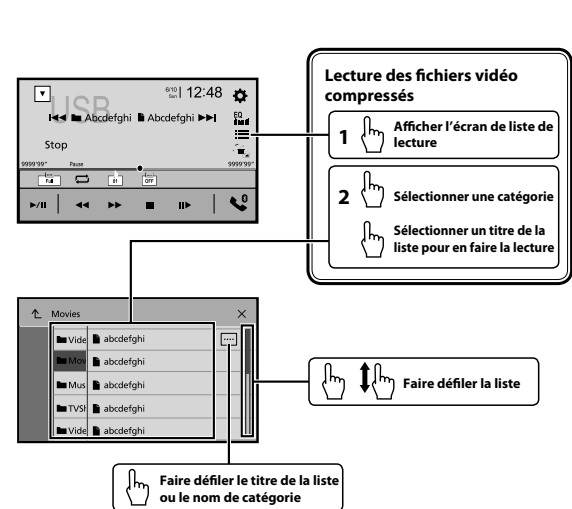 6/10
Sun
12:48
USB
Abcdefghi Abcdefghi
EQ
Stop
9999'99" Pause 9999'99"
Full 01 OFF
0
Lecture des fichiers vidéo
compressés
1 Afficher l'écran de liste de
lecture
2 Sélectionner une catégorie
Sélectionner un titre de la
liste pour en faire la lecture
Movies
Vide abcdefghi
Mov abcdefghi
Mus abcdefghi
TVSh abcdefghi
Vide abcdefghi
Faire défiler la liste
Faire défiler le titre de la liste
ou le nom de catégorie